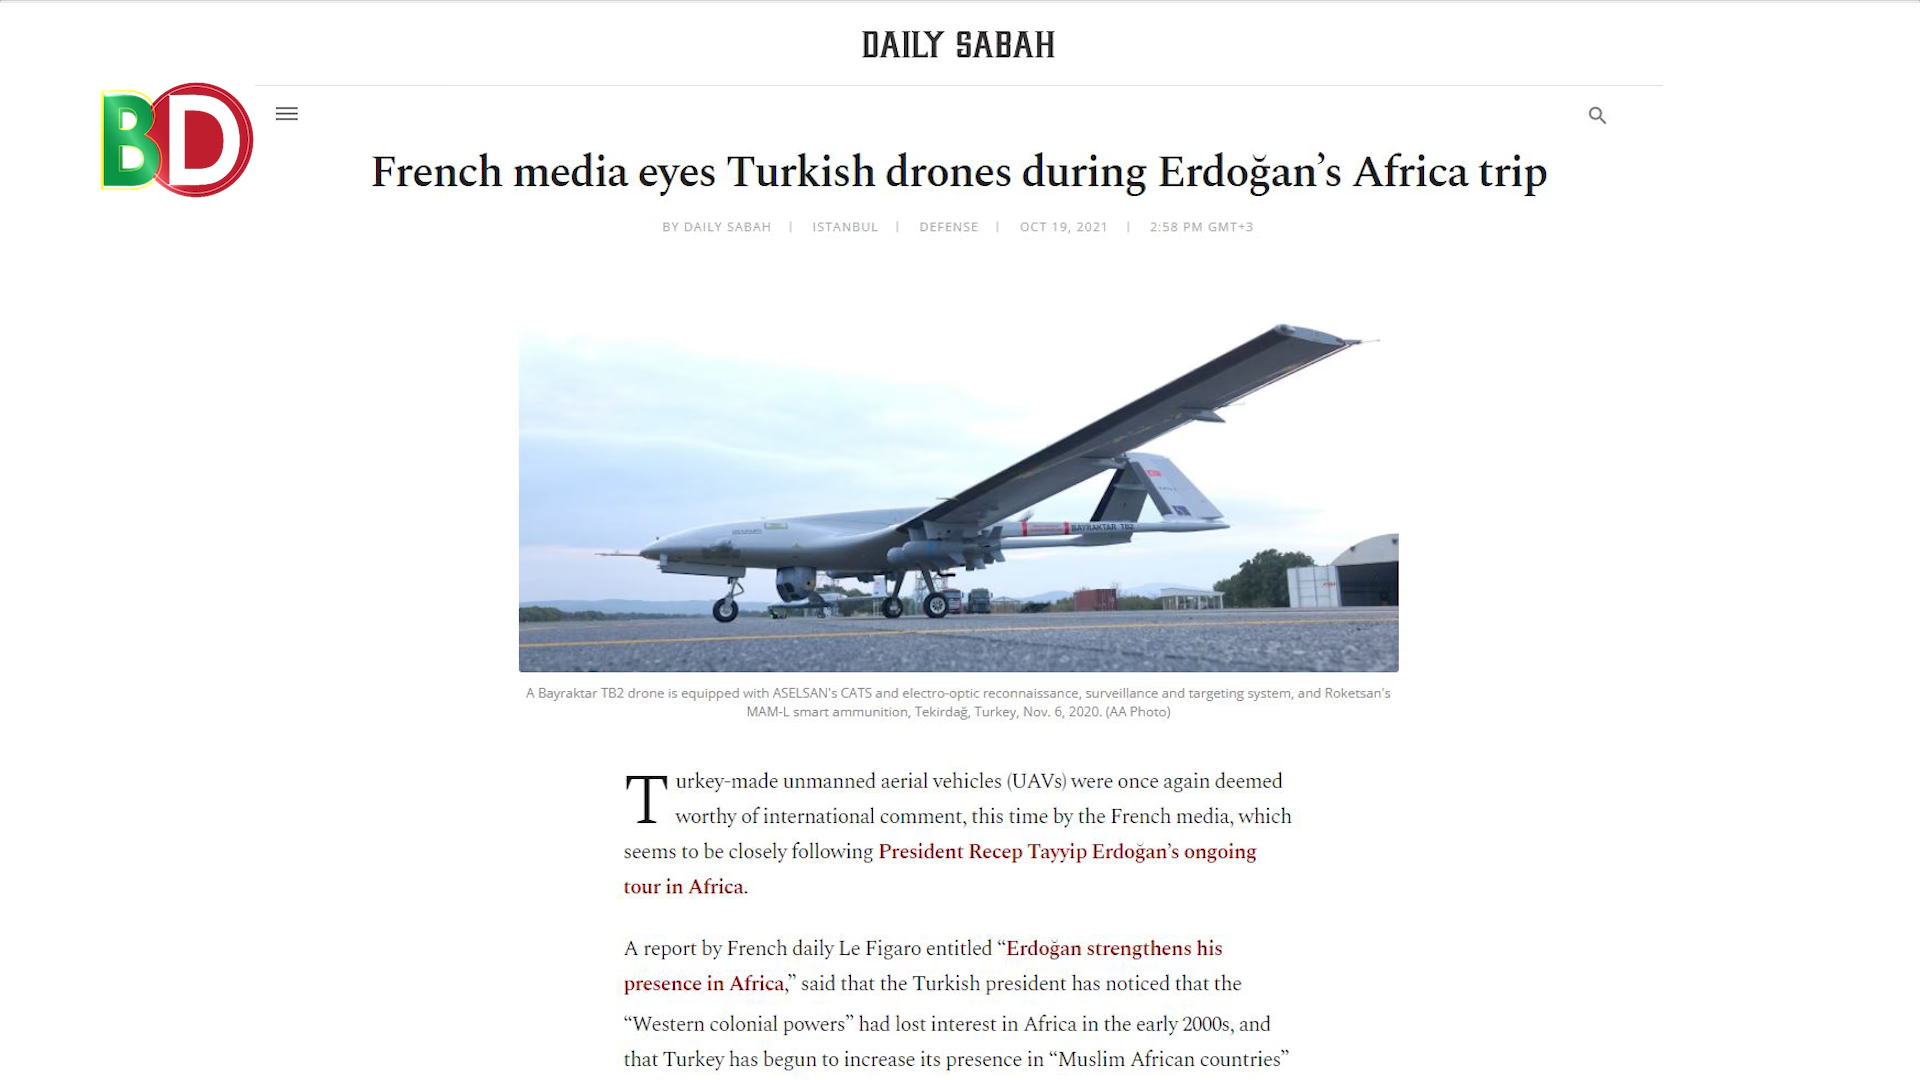 DAILY SABAH
BD
French media eyes Turkish drones during Erdoğan’s Africa trip
BY DAILY SABAH | ISTANBUL | DEFENSE | OCT 19, 2021 | 2:58 PM GMT+3
BAYRAKTAR TB2
A Bayraktar TB2 drone is equipped with ASELSAN's CATS and electro-optic reconnaissance, surveillance and targeting system, and Roketsan's
MAM-L smart ammunition, Tekirdağ, Turkey, Nov. 6, 2020. (AA Photo)
Turkey-made unmanned aerial vehicles (UAVs) were once again deemed
worthy of international comment, this time by the French media, which
seems to be closely following President Recep Tayyip Erdoğan’s ongoing
tour in Africa.
A report by French daily Le Figaro entitled “Erdoğan strengthens his
presence in Africa,” said that the Turkish president has noticed that the
“Western colonial powers” had lost interest in Africa in the early 2000s, and
that Turkey has begun to increase its presence in “Muslim African countries”